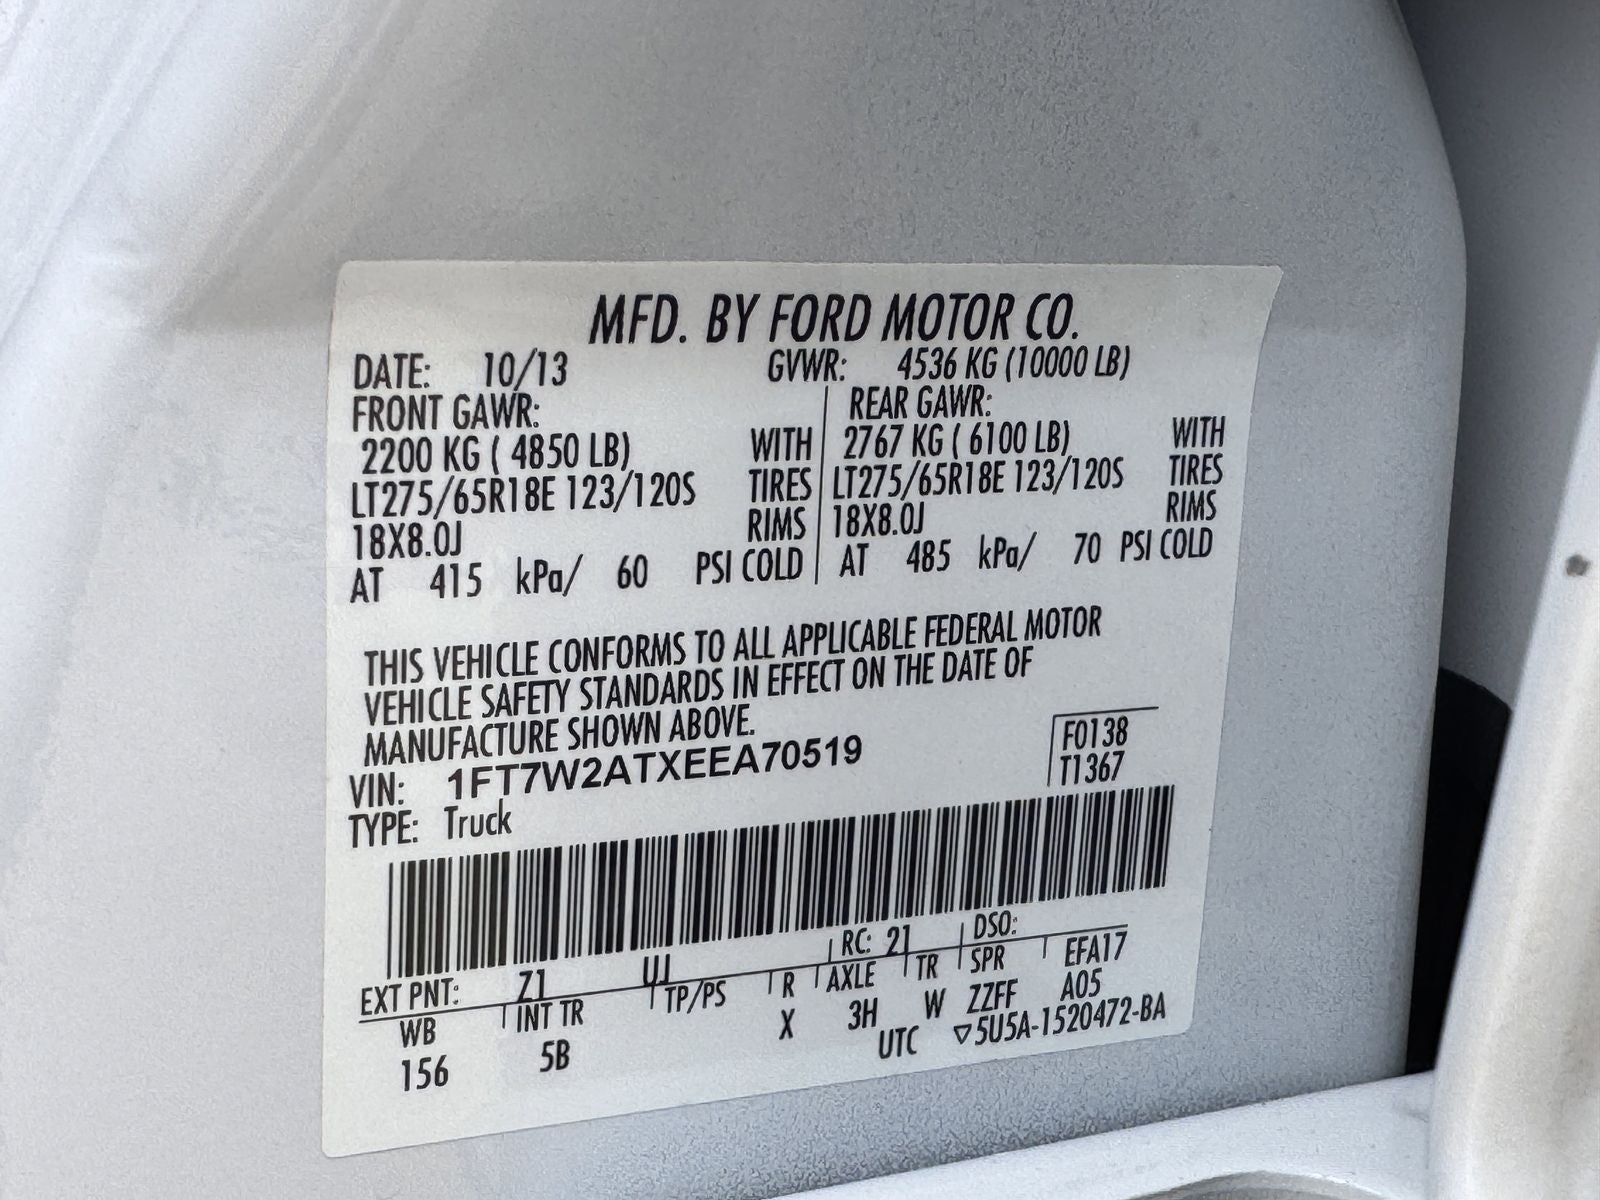 MFD. BY FORD MOTOR CO.
DATE: 10/13 GVWR: 4536 KG (10000 LB)
FRONT GAWR: REAR GAWR:
2200 KG ( 4850 LB) WITH 2767 KG ( 6100 LB) WITH
LT275/65R18E 123/120S TIRES LT275/65R18E 123/120S TIRES
18X8.0J RIMS 18X8.0J RIMS
AT 415 kPa/ 60 PSI COLD AT 485 kPa/ 70 PSI COLD
THIS VEHICLE CONFORMS TO ALL APPLICABLE FEDERAL MOTOR
VEHICLE SAFETY STANDARDS IN EFFECT ON THE DATE OF
MANUFACTURE SHOWN ABOVE.
VIN: 1FT7W2ATXEEA70519 F0138
TYPE: Truck T1367
EXT PNT: Z1 UJ RC: 21 DSO:
WB INT TR TP/PS R AXLE TR SPR EFA17
156 5B X 3H W ZZFF A05
UTC ▽5U5A-1520472-BA